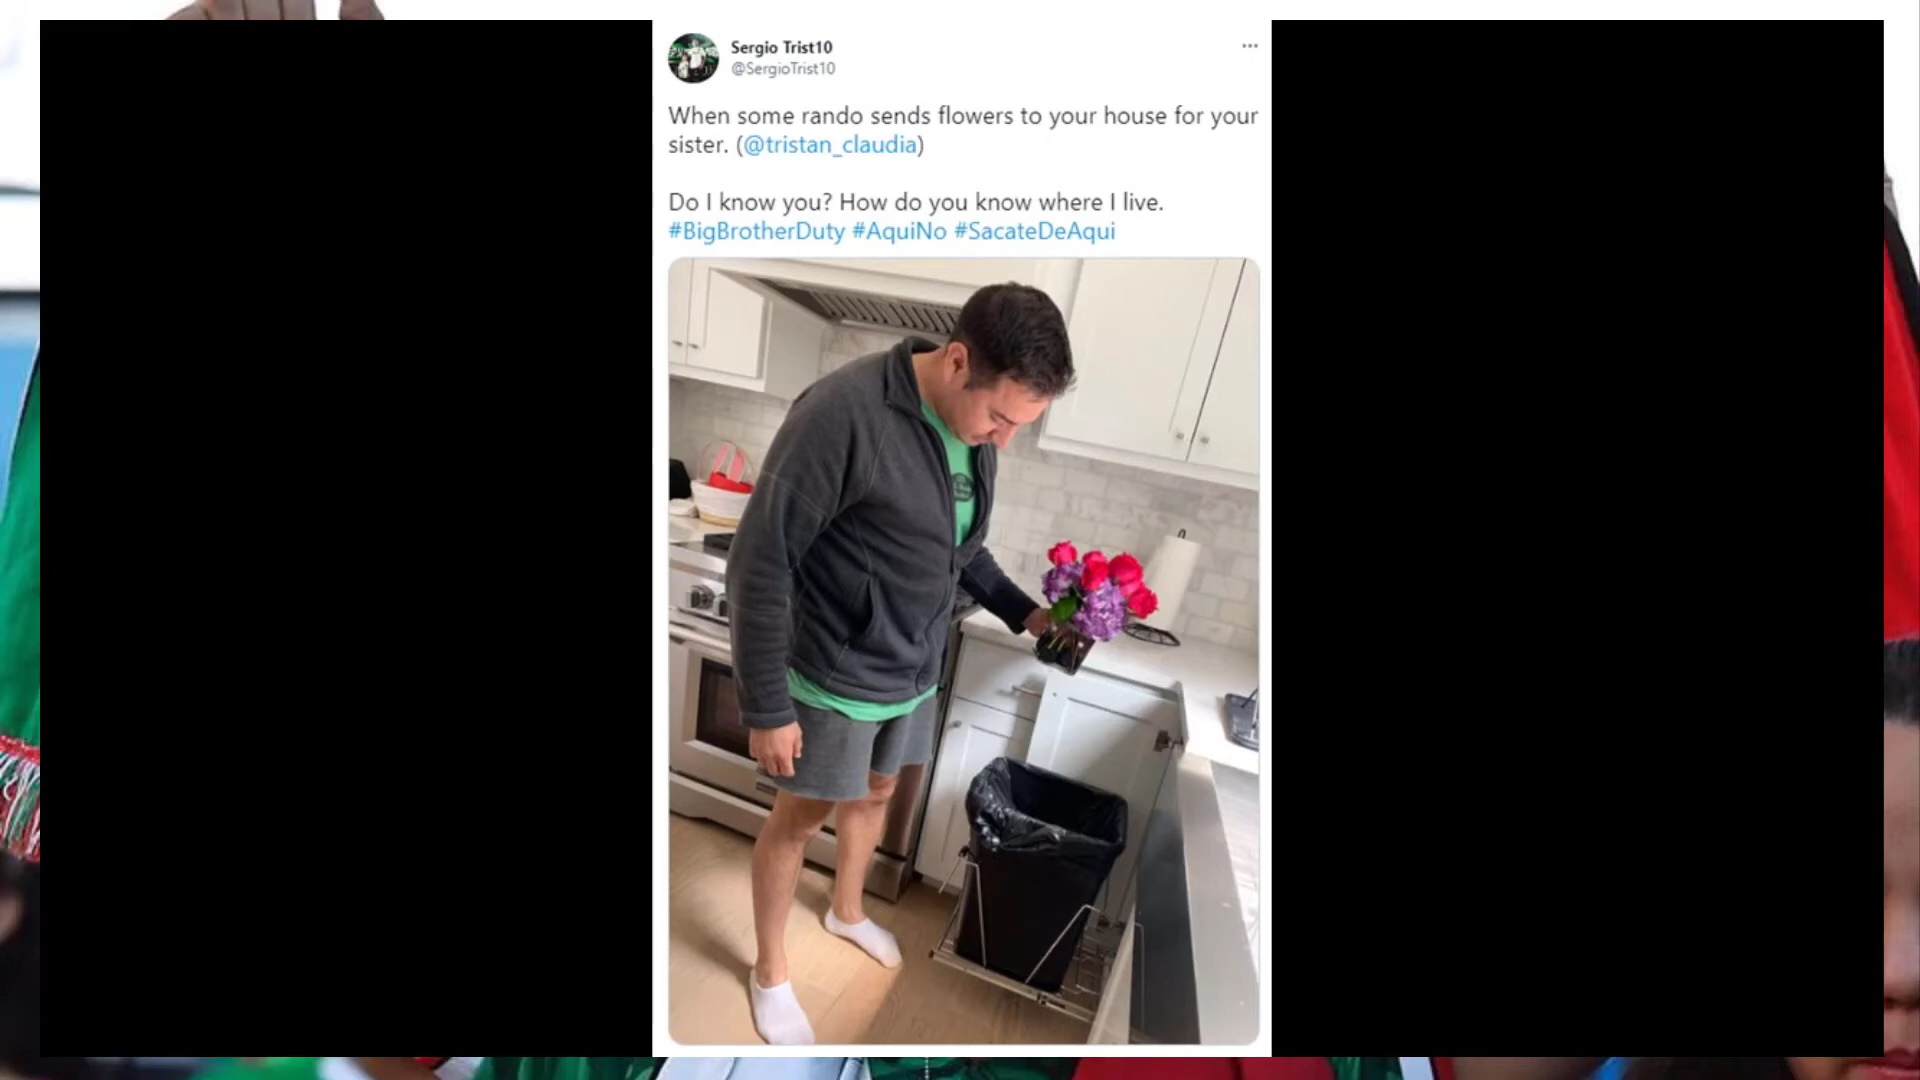 Sergio Trist10
@SergioTrist10
When some rando sends flowers to your house for your
sister. (@tristan_claudia)
Do I know you? How do you know where I live.
#BigBrotherDuty #AquiNo #SacateDeAqui